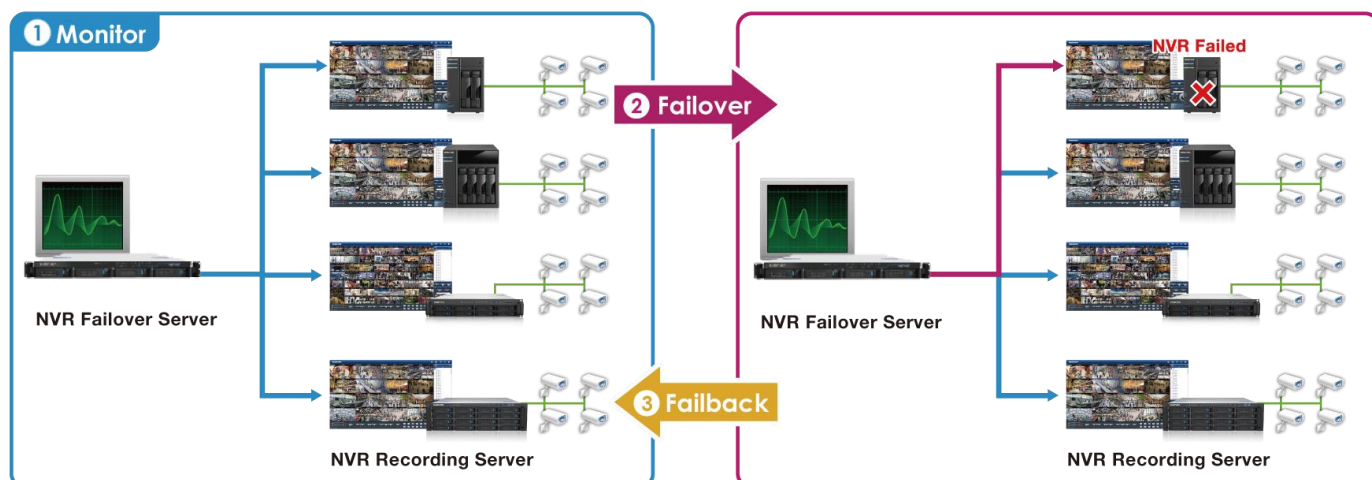 1 Monitor
NVR Failover Server
NVR Recording Server
2 Failover
3 Failback
NVR Failed
NVR Failover Server
NVR Recording Server